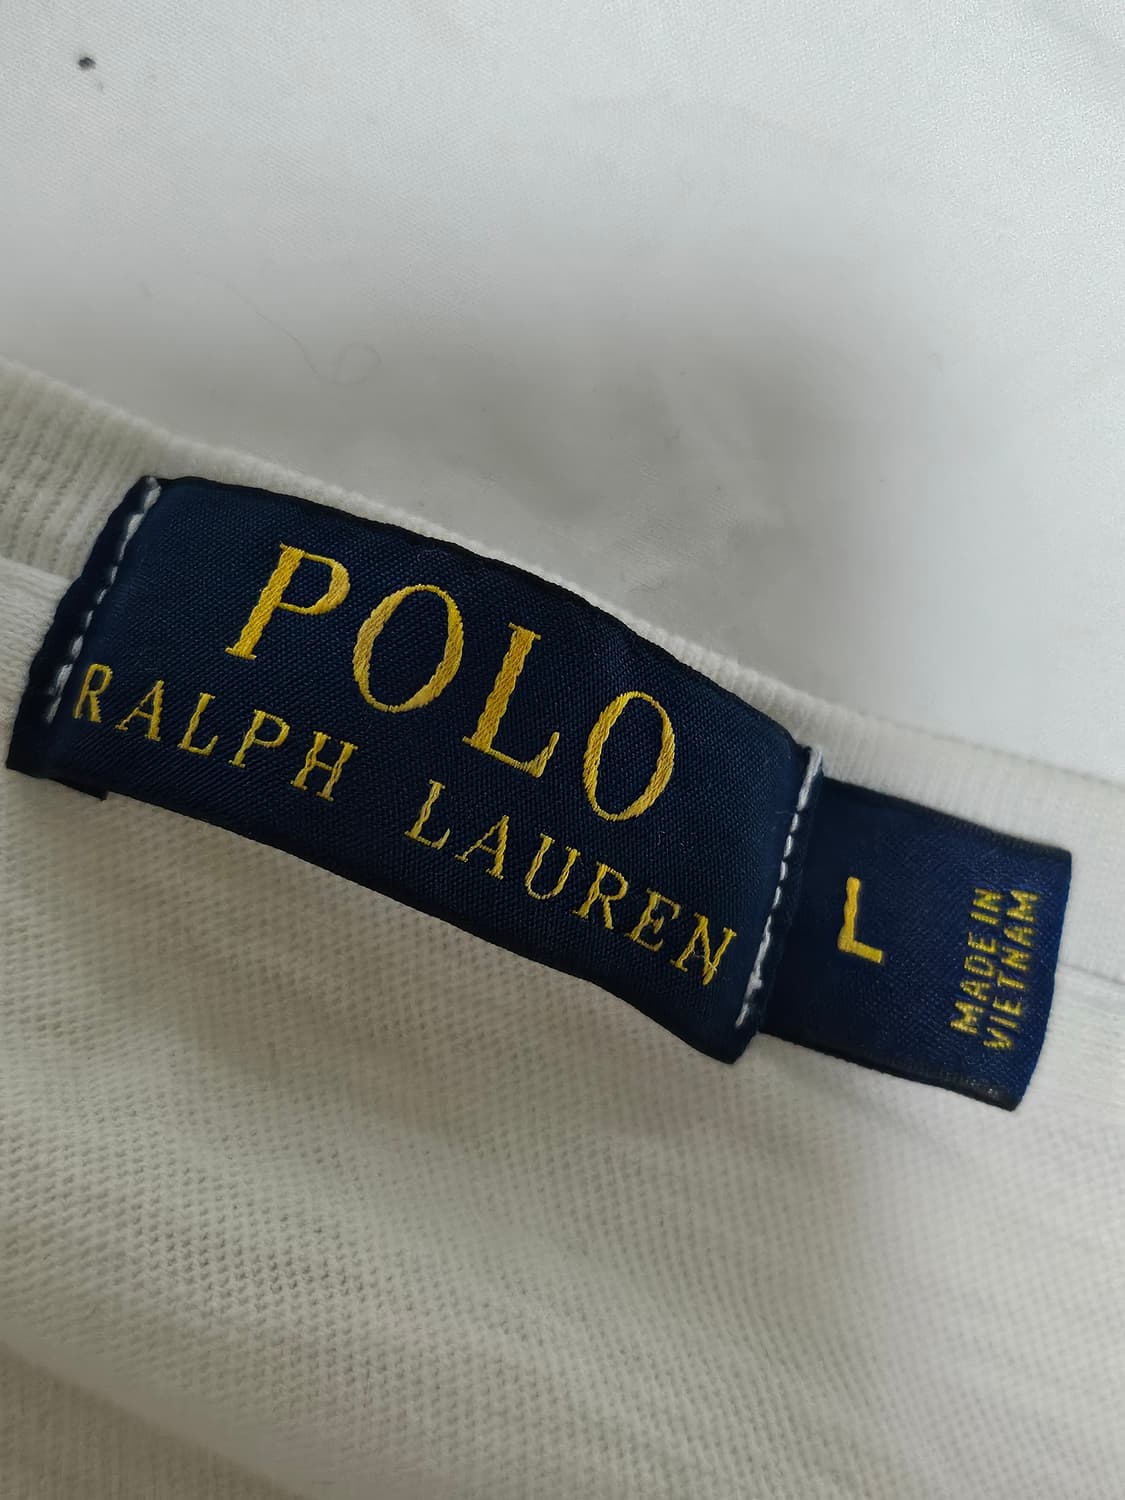 POLO
RALPH LAUREN
L
MADE IN
VIETNAM